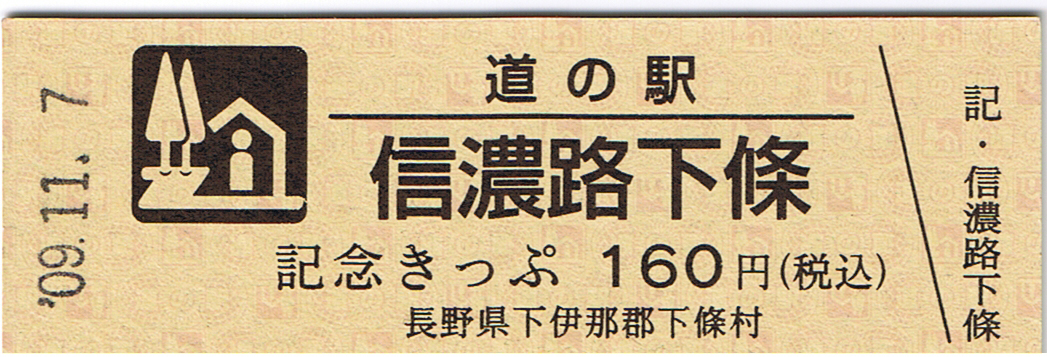 '09.11.7
道の駅
信濃路下條
記念きっぷ 160円(税込)
長野県下伊那郡下條村
記・信濃路下條